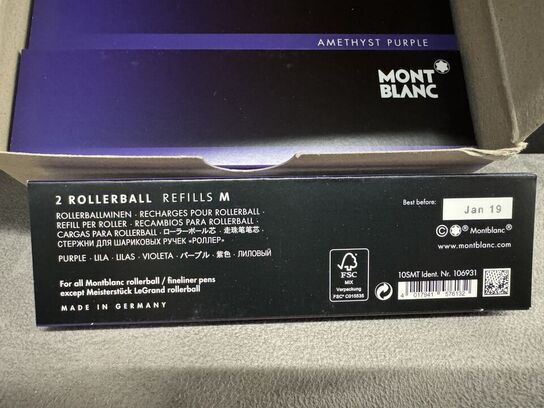 AMETHYST PURPLE
MONT
BLANC
2 ROLLERBALL REFILLS M
ROLLERBALLMINEN · RECHARGES POUR ROLLERBALL ·
REFILL PER ROLLER · RECAMBIOS PARA ROLLERBALL ·
CARGAS PARA ROLLERBALL · ローラーボール芯 · 走珠笔笔芯 ·
СТЕРЖНИ ДЛЯ ШАРИКОВЫХ РУЧЕК «РОЛЛЕР»
PURPLE · LILA · LILAS · VIOLETA · パープル · 紫色 · ЛИЛОВЫЙ
For all Montblanc rollerball / fineliner pens
except Meisterstück LeGrand rollerball
MADE IN GERMANY
FSC
MIX
Verpackung
FSC® C015535
Best before: Jan 19
© ® Montblanc®
www.montblanc.com
10SMT Ident. Nr. 106931
4 017941 576132